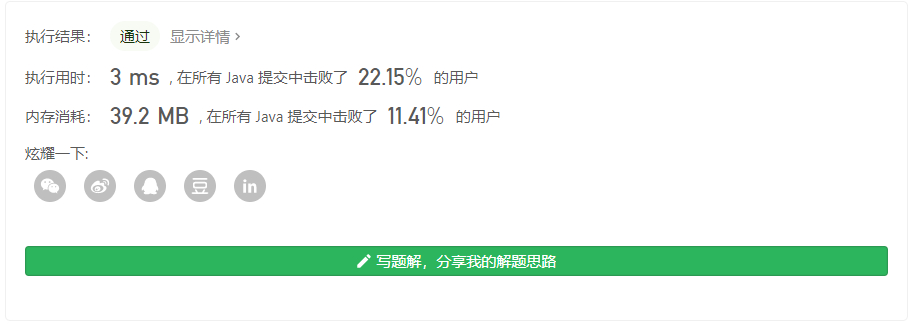 执行结果： 通过 显示详情 >
执行用时： 3 ms , 在所有 Java 提交中击败了 22.15% 的用户
内存消耗： 39.2 MB , 在所有 Java 提交中击败了 11.41% 的用户
炫耀一下:
豆 in
写题解，分享我的解题思路